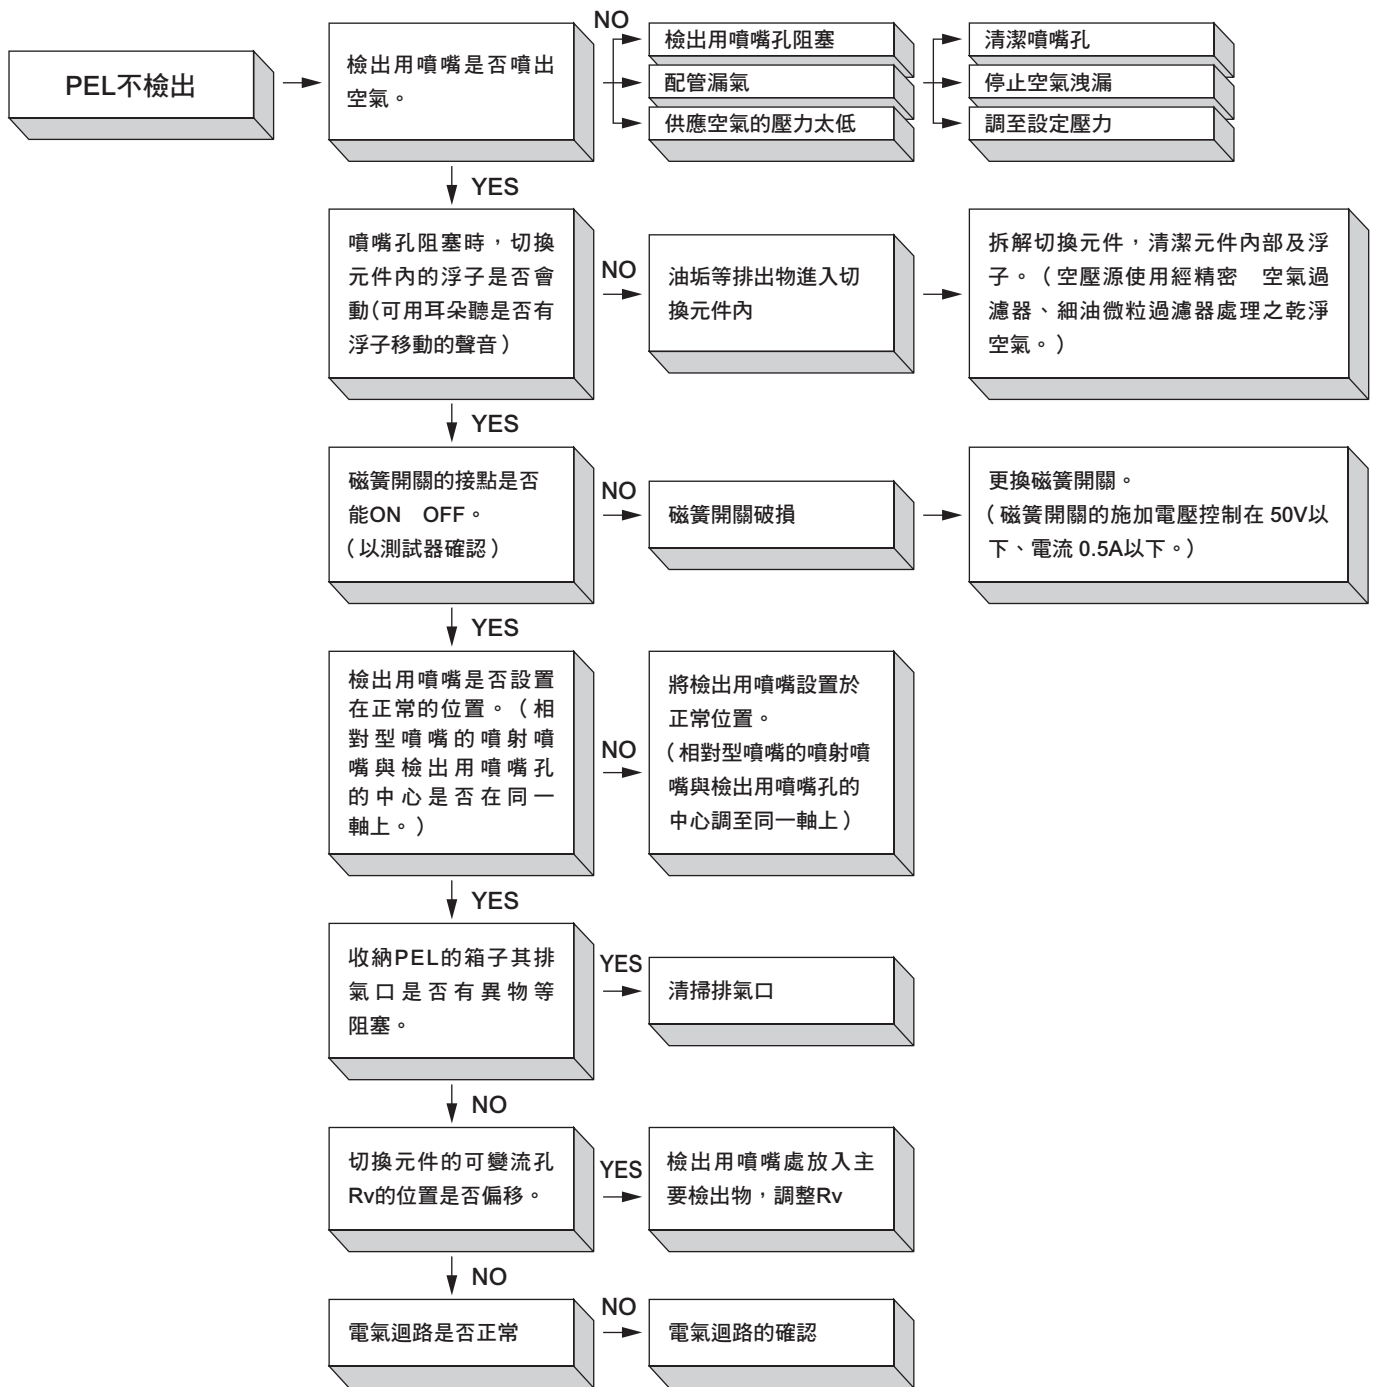 PEL不檢出
檢出用噴嘴是否噴出
空氣。
NO
檢出用噴嘴孔阻塞
配管漏氣
供應空氣的壓力太低
清潔噴嘴孔
停止空氣洩漏
調至設定壓力
YES
噴嘴孔阻塞時，切換
元件內的浮子是否會
動(可用耳朵聽是否有
浮子移動的聲音）
NO
油垢等排出物進入切
換元件內
拆解切換元件，清潔元件內部及浮
子。（空壓源使用經精密　空氣過
濾器、細油微粒過濾器處理之乾淨
空氣。）
YES
磁簧開關的接點是否
能ON　OFF。
（以測試器確認）
NO
磁簧開關破損
更換磁簧開關。
（磁簧開關的施加電壓控制在 50V以
下、電流 0.5A以下。）
YES
檢出用噴嘴是否設置
在正常的位置。（相
對型噴嘴的噴射噴
嘴與檢出用噴嘴孔
的中心是否在同一
軸上。）
NO
將檢出用噴嘴設置於
正常位置。
（相對型噴嘴的噴射噴
嘴與檢出用噴嘴孔的
中心調至同一軸上）
YES
收納PEL的箱子其排
氣口是否有異物等
阻塞。
YES
清掃排氣口
NO
切換元件的可變流孔
Rv的位置是否偏移。
YES
檢出用噴嘴處放入主
要檢出物，調整Rv
NO
電氣迴路是否正常
NO
電氣迴路的確認